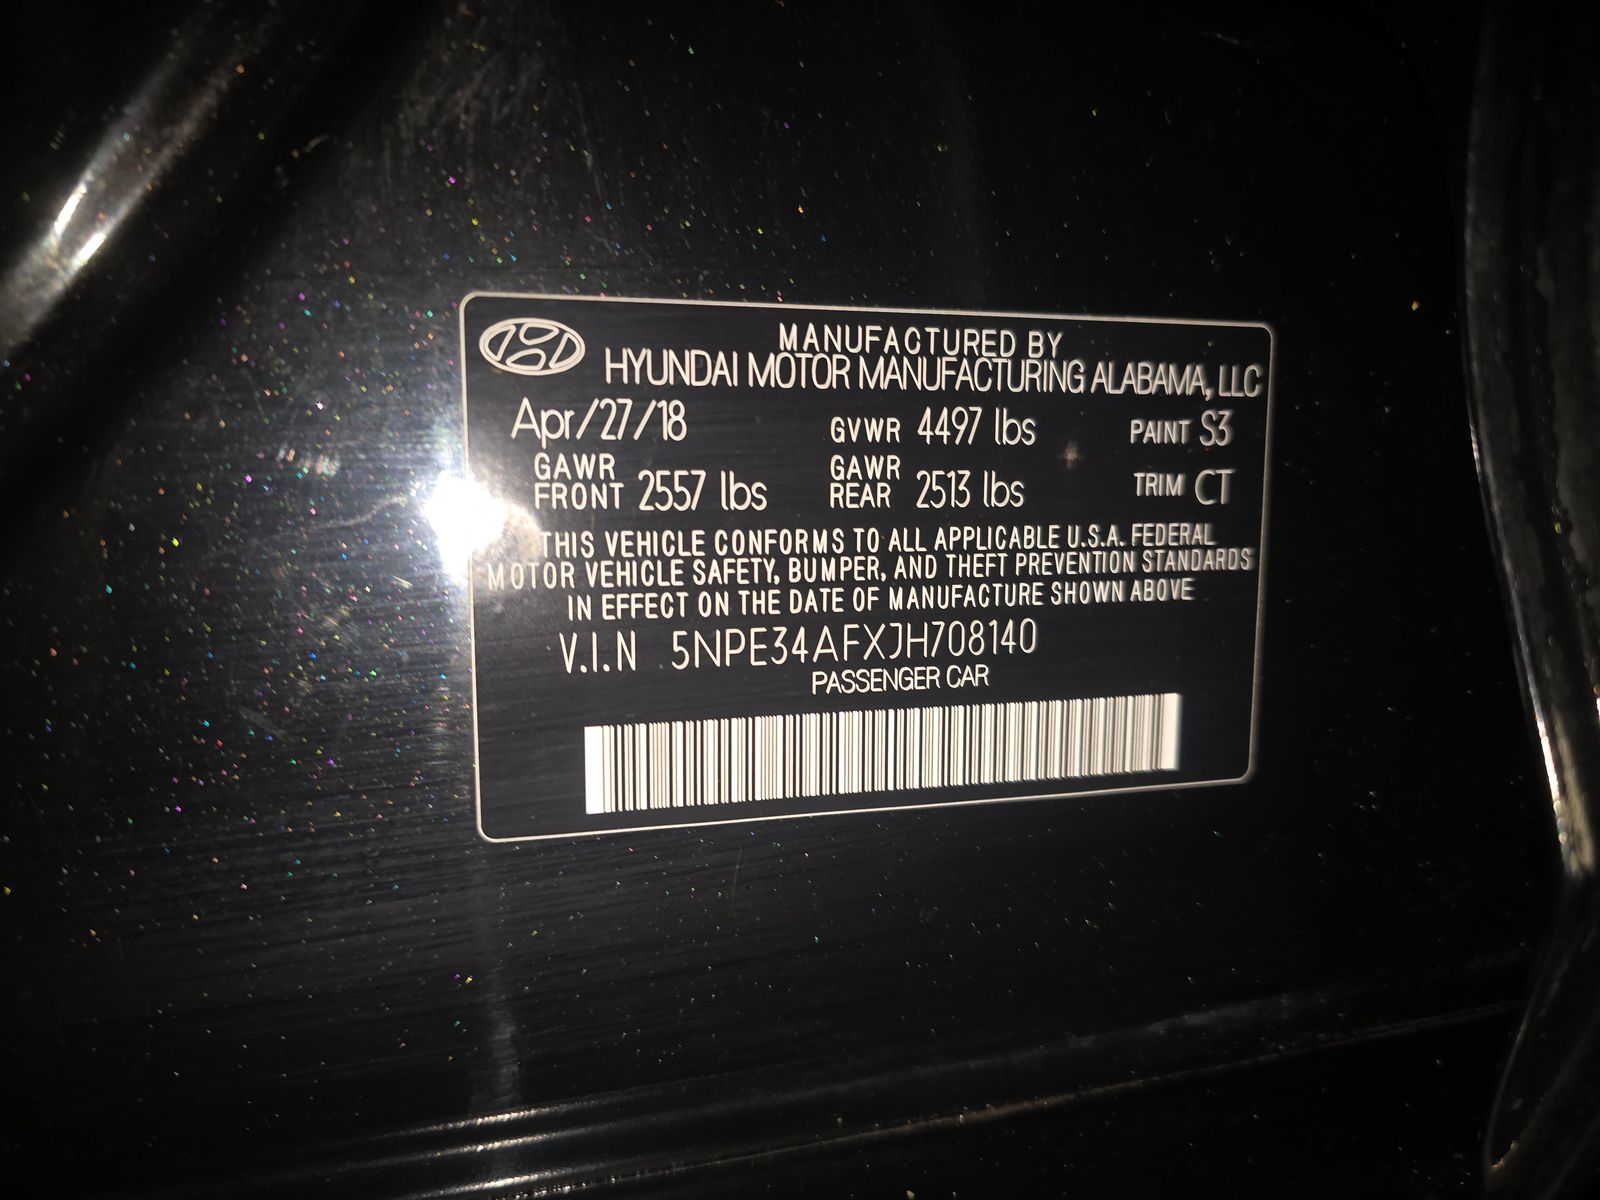 MANUFACTURED BY
HYUNDAI MOTOR MANUFACTURING ALABAMA, LLC
Apr/27/18 GVWR 4497 lbs PAINT S3
GAWR FRONT 2557 lbs GAWR REAR 2513 lbs TRIM CT
THIS VEHICLE CONFORMS TO ALL APPLICABLE U.S.A. FEDERAL
MOTOR VEHICLE SAFETY, BUMPER, AND THEFT PREVENTION STANDARDS
IN EFFECT ON THE DATE OF MANUFACTURE SHOWN ABOVE
V.I.N 5NPE34AFXJH708140
PASSENGER CAR